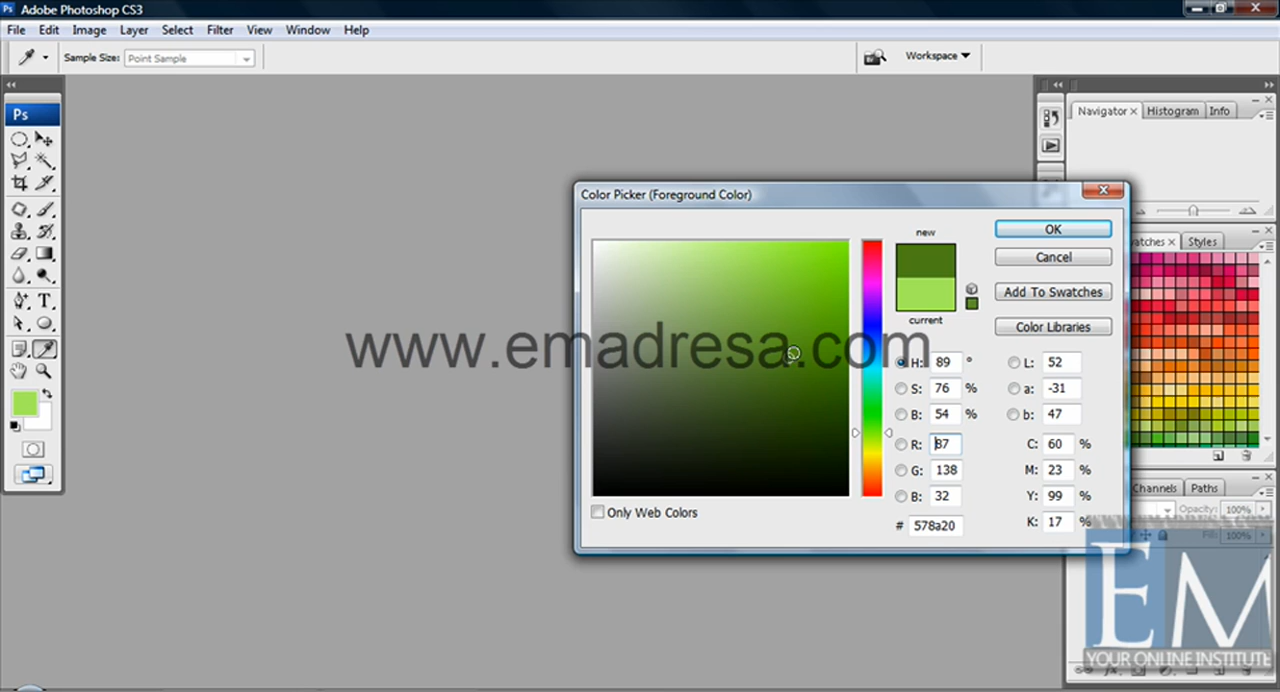 Ps Adobe Photoshop CS3
File Edit Image Layer Select Filter View Window Help
Sample Size: Point Sample
Workspace
Ps
Navigator Histogram Info
Color Picker (Foreground Color)
new
OK
Cancel
Add To Swatches
Color Libraries
current
Styles
www.emadresa.com
H: 89 °
S: 76 %
B: 54 %
R: 87
G: 138
B: 32
# 578a20
L: 52
a: -31
b: 47
C: 60 %
M: 23 %
Y: 99 %
K: 17 %
Only Web Colors
Channels Paths
Opacity: 100%
Fill: 100%
EM
YOUR ONLINE INSTITUTE